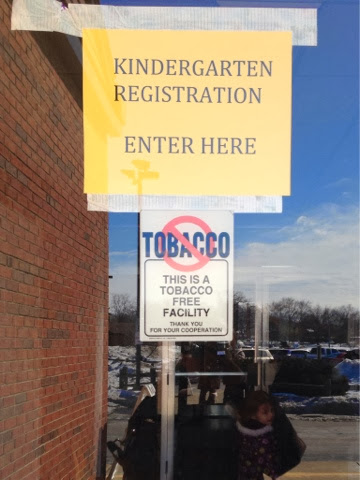 KINDERGARTEN
REGISTRATION
ENTER HERE
TOBACCO
THIS IS A
TOBACCO
FREE
FACILITY
THANK YOU
FOR YOUR COOPERATION